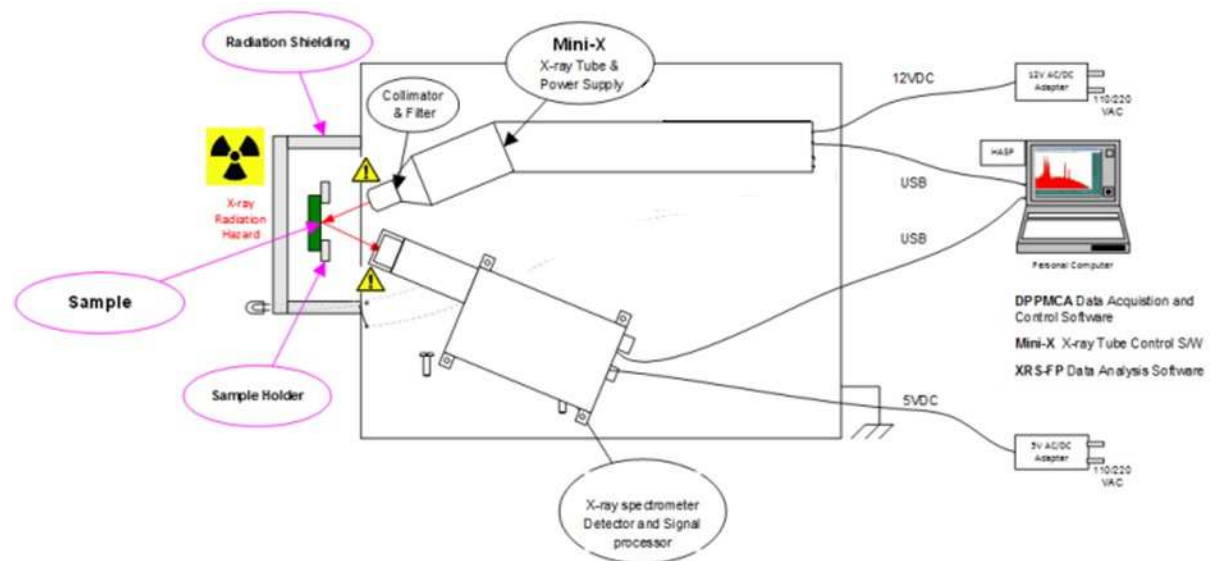 Radiation Shielding
Mini-X
X-ray Tube &
Power Supply
Collimator
& Filter
12VDC
12V AC/DC
Adapter
110/220
VAC
HASP
USB
USB
X-ray
Radiation
Hazard
Personal Computer
Sample
DPPMCA Data Acquistion and
Control Software
Mini-X X-ray Tube Control S/W
XRS-FP Data Analysis Software
Sample Holder
5VDC
5V AC/DC
Adapter
110/220
VAC
X-ray spectrometer
Detector and Signal
processor